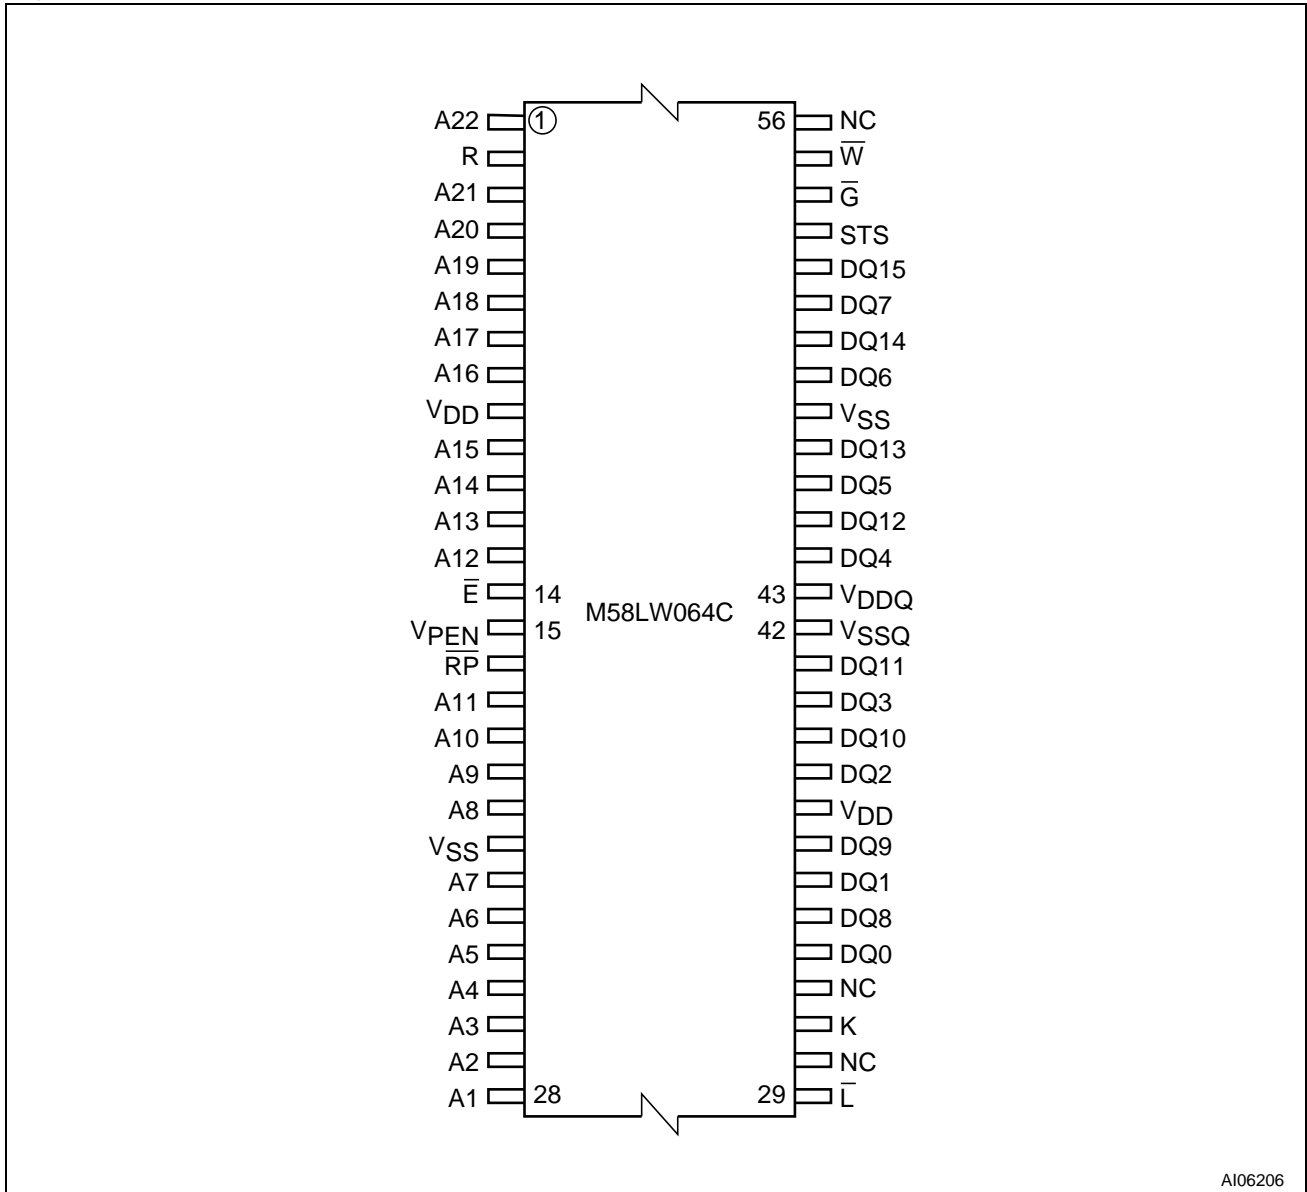 A22 1 56 NC
R W̅
A21 G̅
A20 STS
A19 DQ15
A18 DQ7
A17 DQ14
A16 DQ6
VDD VSS
A15 DQ13
A14 DQ5
A13 DQ12
A12 DQ4
E̅ 14 43 VDDQ
M58LW064C
VPEN 15 42 VSSQ
R̅P̅ DQ11
A11 DQ3
A10 DQ10
A9 DQ2
A8 VDD
VSS DQ9
A7 DQ1
A6 DQ8
A5 DQ0
A4 NC
A3 K
A2 NC
A1 28 29 L̅
AI06206